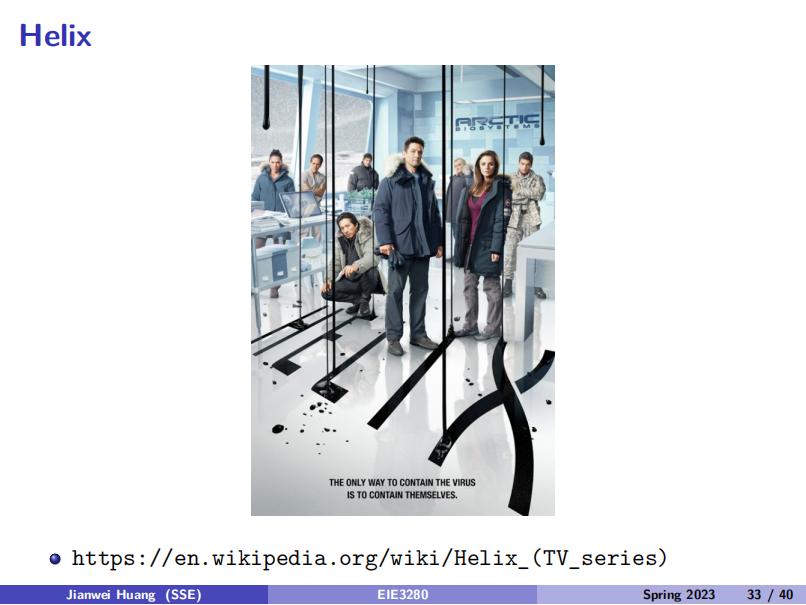 Helix
ARCTIC
BIOSYSTEMS
THE ONLY WAY TO CONTAIN THE VIRUS
IS TO CONTAIN THEMSELVES.
https://en.wikipedia.org/wiki/Helix_(TV_series)
Jianwei Huang (SSE) EIE3280 Spring 2023 33 / 40